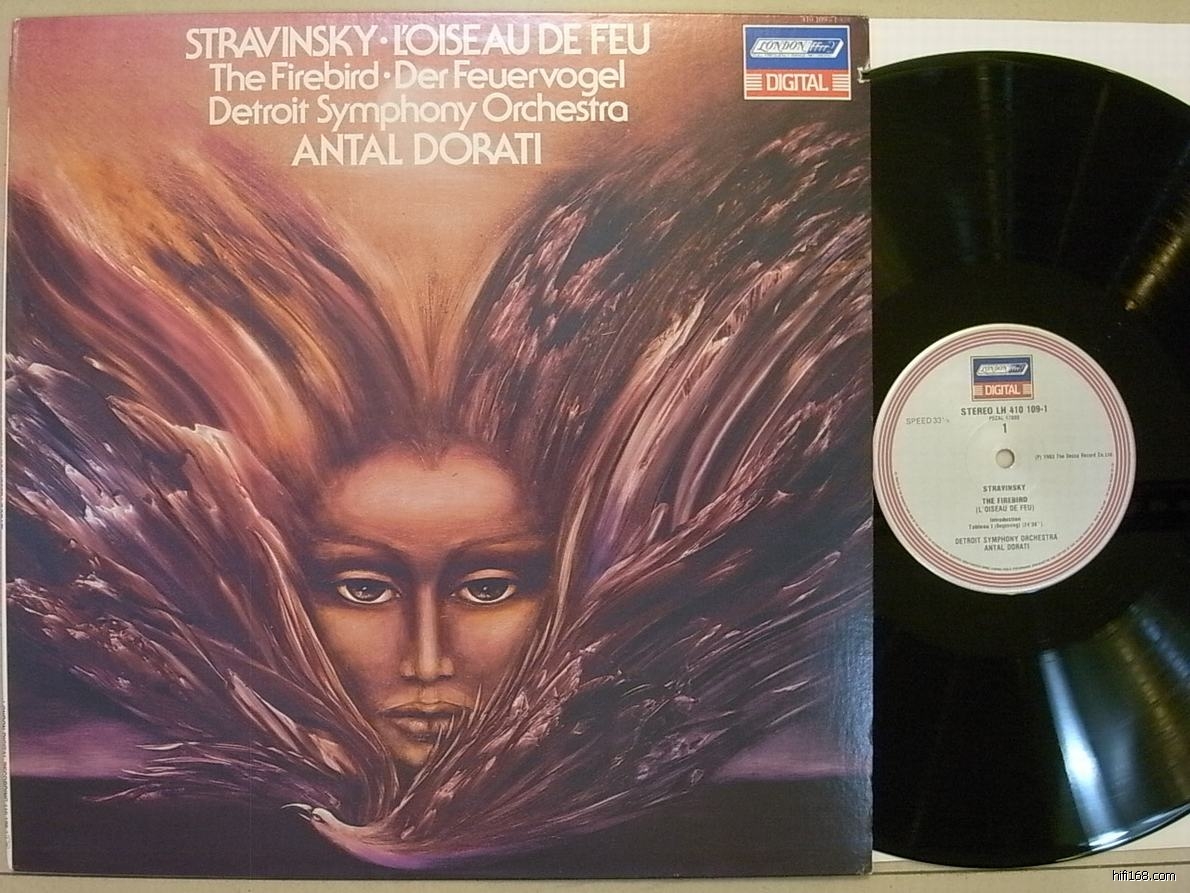 STRAVINSKY · L'OISEAU DE FEU
The Firebird · Der Feuervogel
Detroit Symphony Orchestra
ANTAL DORATI
LONDON ffrr
DIGITAL
LONDON ffrr
DIGITAL
STEREO LH 410 109-1
SPEED 33⅓
1
(P) 1983 The Decca Record Co. Ltd.
STRAVINSKY
THE FIREBIRD
(L'OISEAU DE FEU)
Introduction
Tableau I (beginning)
DETROIT SYMPHONY ORCHESTRA
ANTAL DORATI
hifi168.com